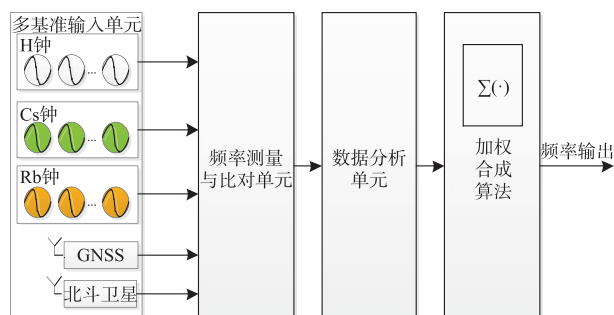 多基准输入单元
H钟
...
Cs钟
...
Rb钟
...
GNSS
北斗卫星
频率测量
与比对单元
数据分析
单元
∑(·)
加权
合成
算法
频率输出